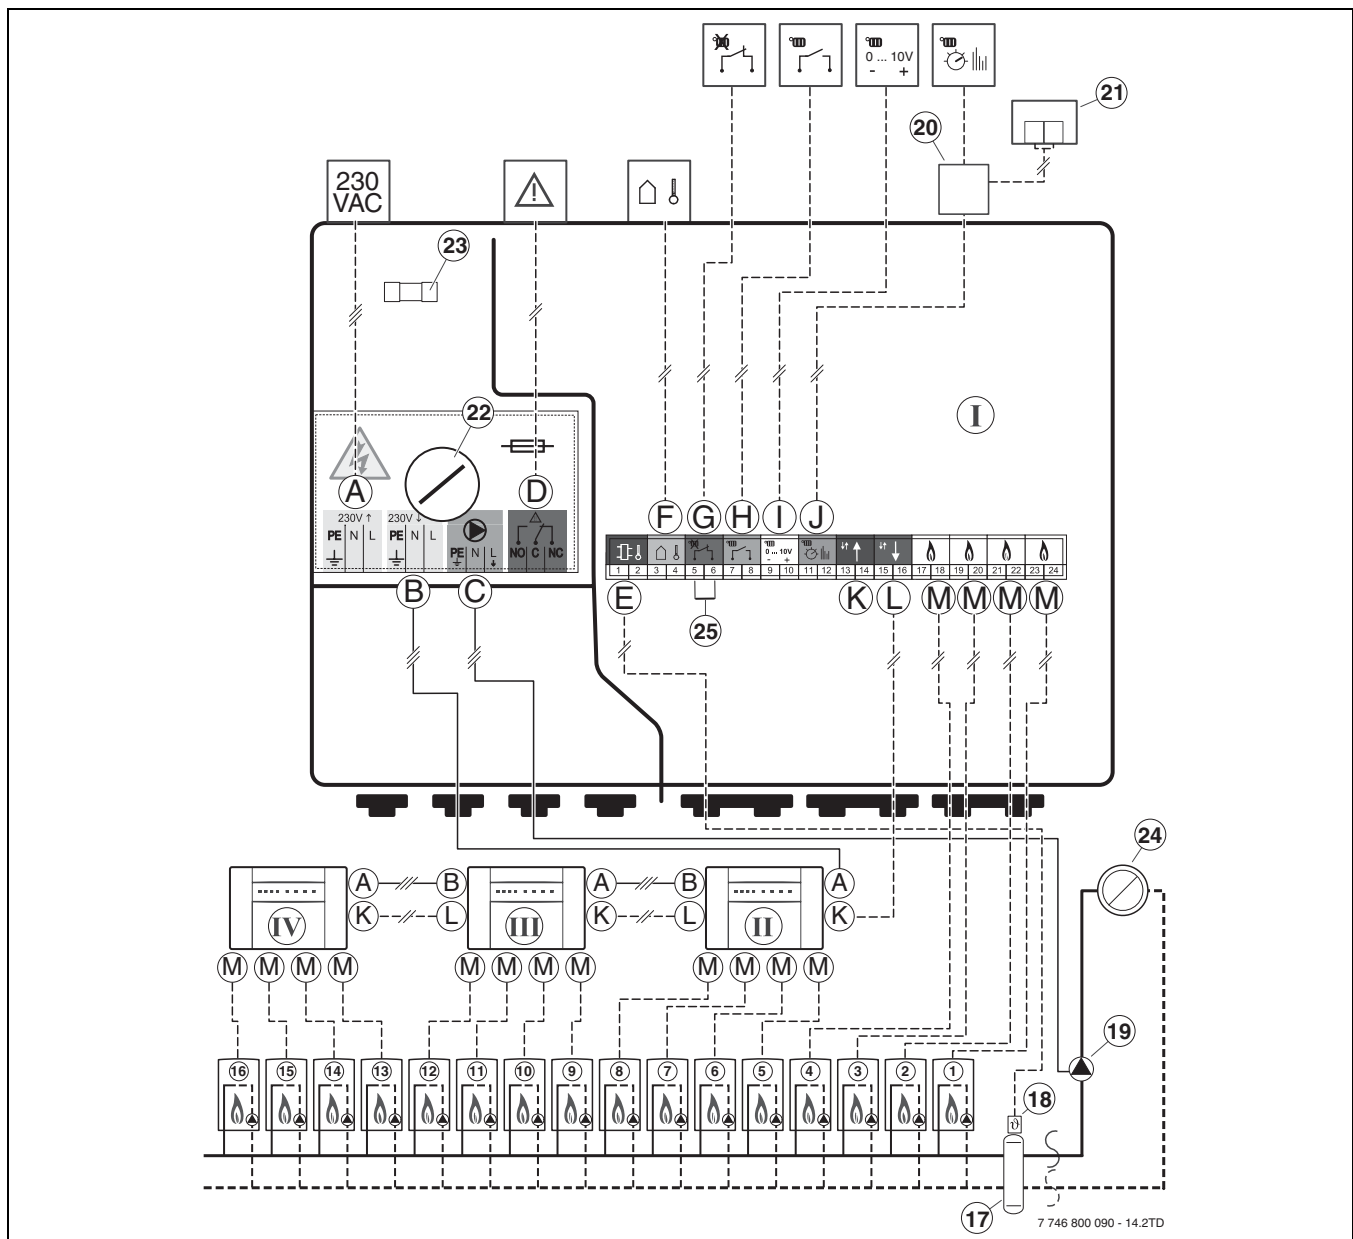 0 ... 10V
- +
21
20
230
VAC
23
I
22
A
D
F
G
H
I
J
230V ↑
230V ↓
PE N L
PE N L
PE N L
NO C NC
0 ... 10V
- +
1 2 3 4 5 6 7 8 9 10 11 12 13 14 15 16 17 18 19 20 21 22 23 24
B
C
E
K
L
M
M
M
M
25
24
A
B
A
B
A
IV
III
II
K
L
K
L
K
M
M
M
M
M
M
M
M
M
M
M
M
19
16
15
14
13
12
11
10
9
8
7
6
5
4
3
2
1
18
ϑ
17
7 746 800 090 - 14.2TD